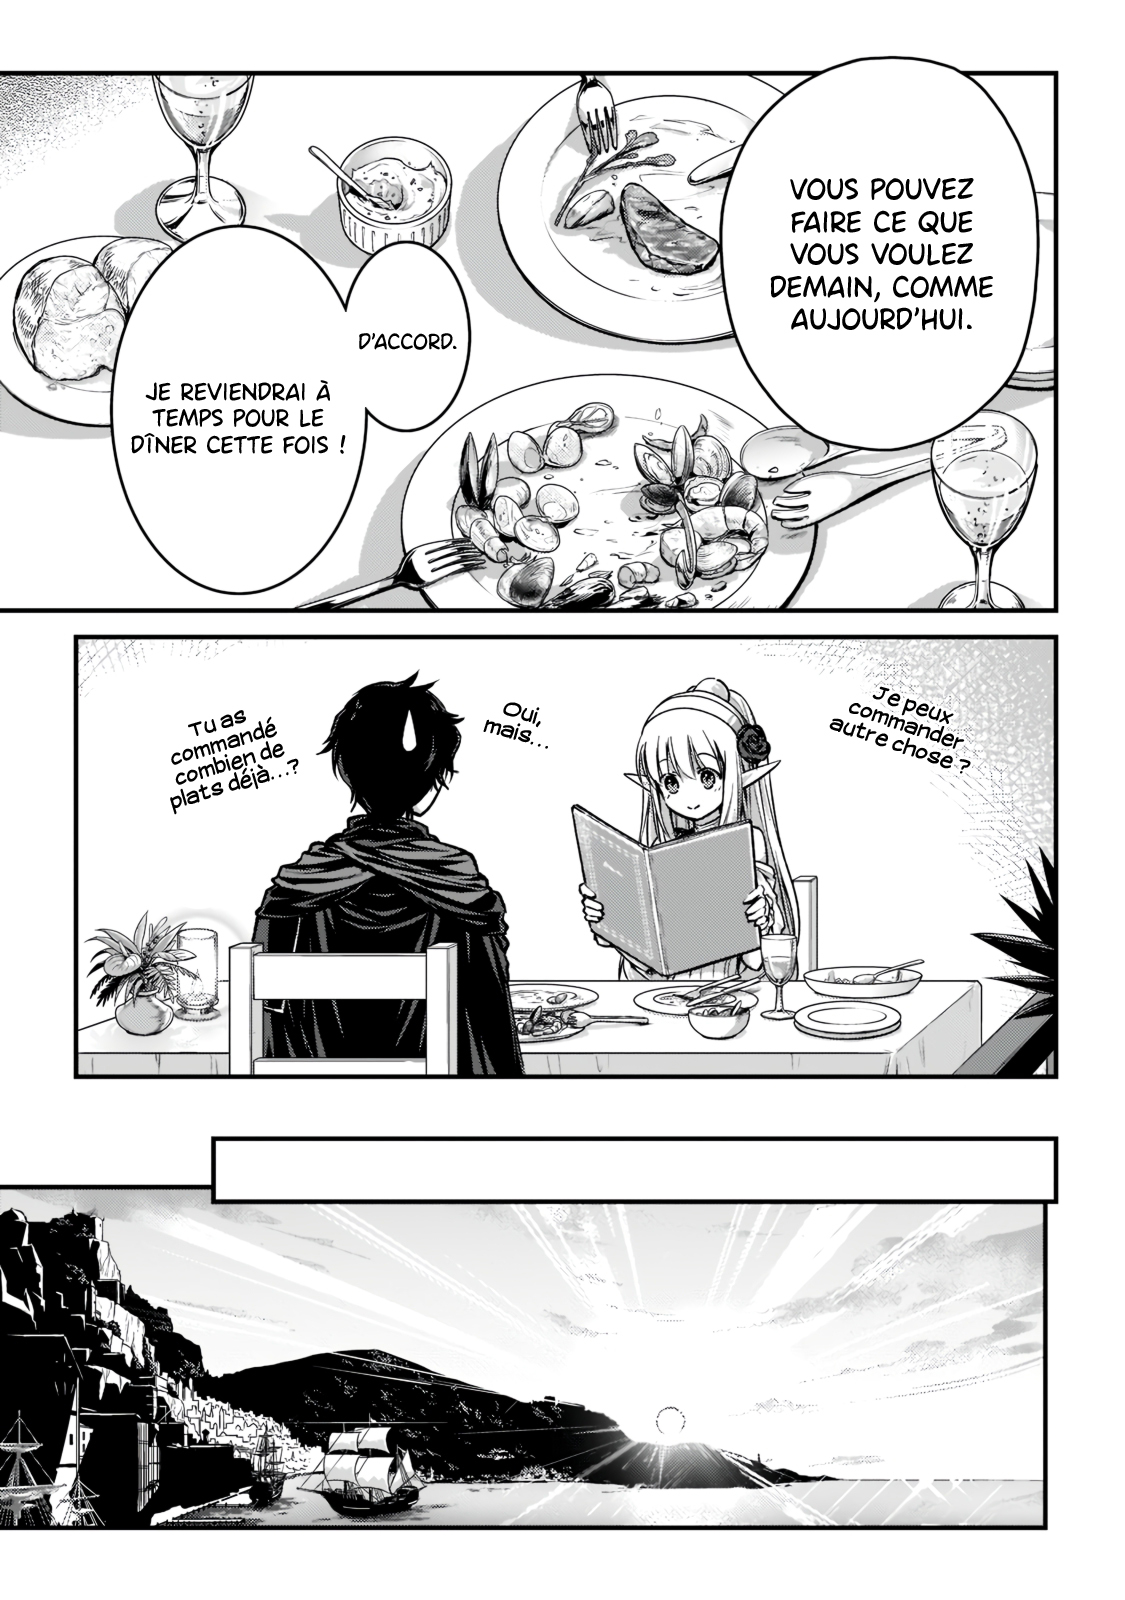 VOUS POUVEZ
FAIRE CE QUE
VOUS VOULEZ
DEMAIN, COMME
AUJOURD'HUI.
D'ACCORD.
JE REVIENDRAI À
TEMPS POUR LE
DÎNER CETTE FOIS !
Je peux
commander
autre chose ?
Oui,
mais...
Tu as
commandé
combien de
plats déjà...?